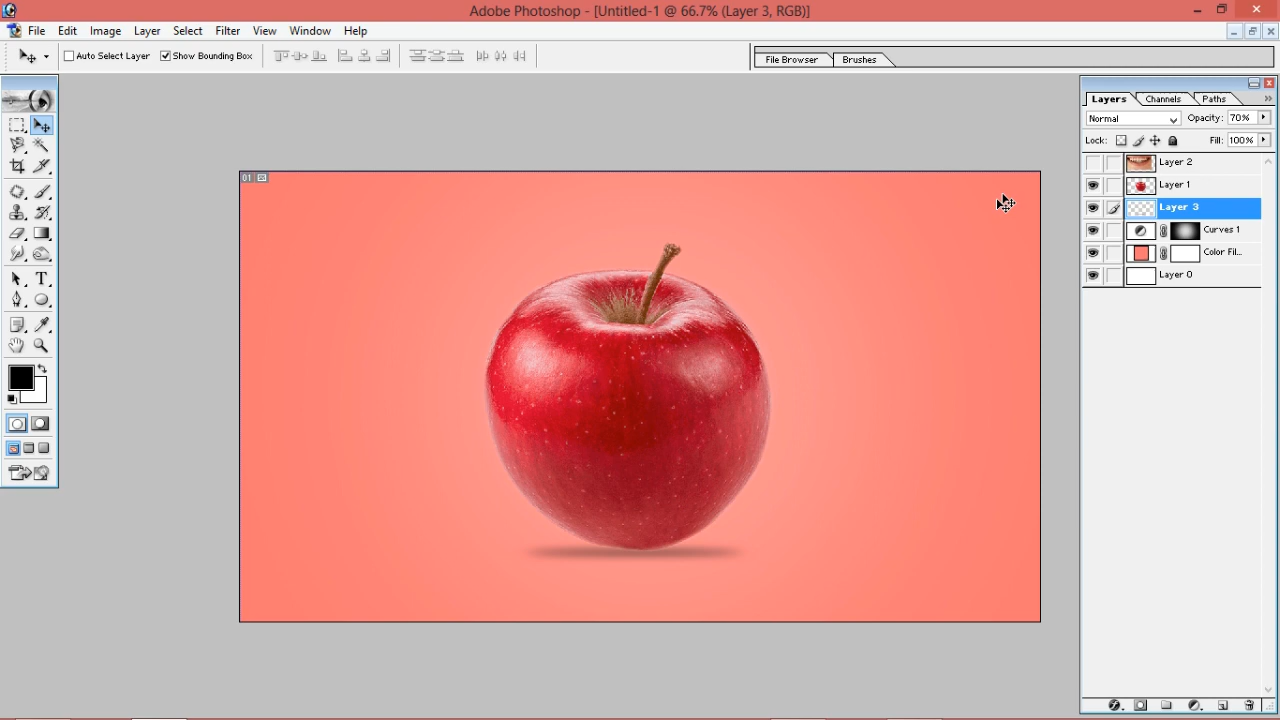 Adobe Photoshop - [Untitled-1 @ 66.7% (Layer 3, RGB)]
File Edit Image Layer Select Filter View Window Help
Auto Select Layer Show Bounding Box
File Browser Brushes
Layers Channels Paths
Normal Opacity: 70%
Lock: Fill: 100%
Layer 2
Layer 1
Layer 3
Curves 1
Color Fil...
Layer 0
01